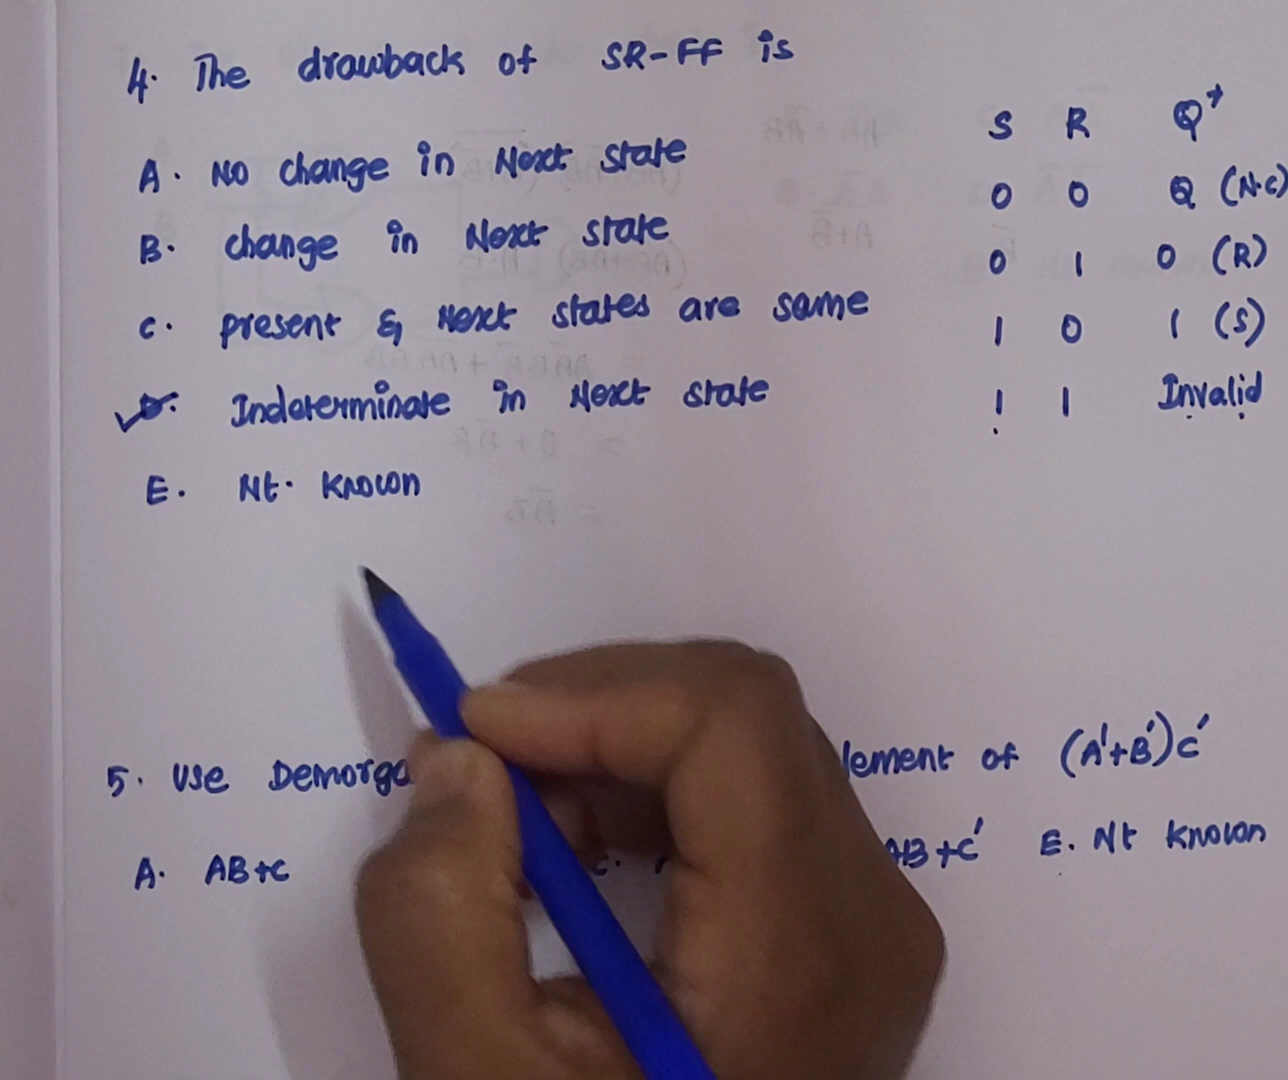 4. The drawback of SR-FF is
A. No change in Next state
B. change in Next state
C. present & Next states are same
D. Indeterminate in Next state
E. Nt. Known
S R Q+
0 0 Q (N.C)
0 1 0 (R)
1 0 1 (S)
1 1 Invalid
5. Use Demorga lement of (A'+B')C'
A. AB+C C. AB+C' E. Nt Known